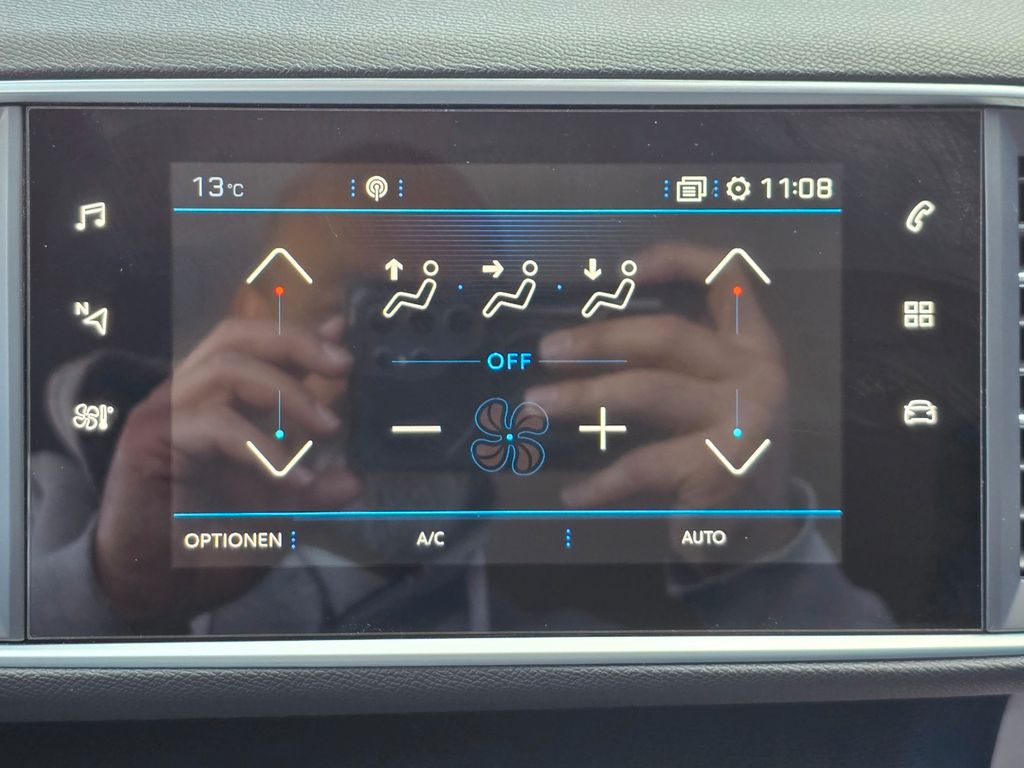 13°C
11:08
N
OFF
OPTIONEN
A/C
AUTO